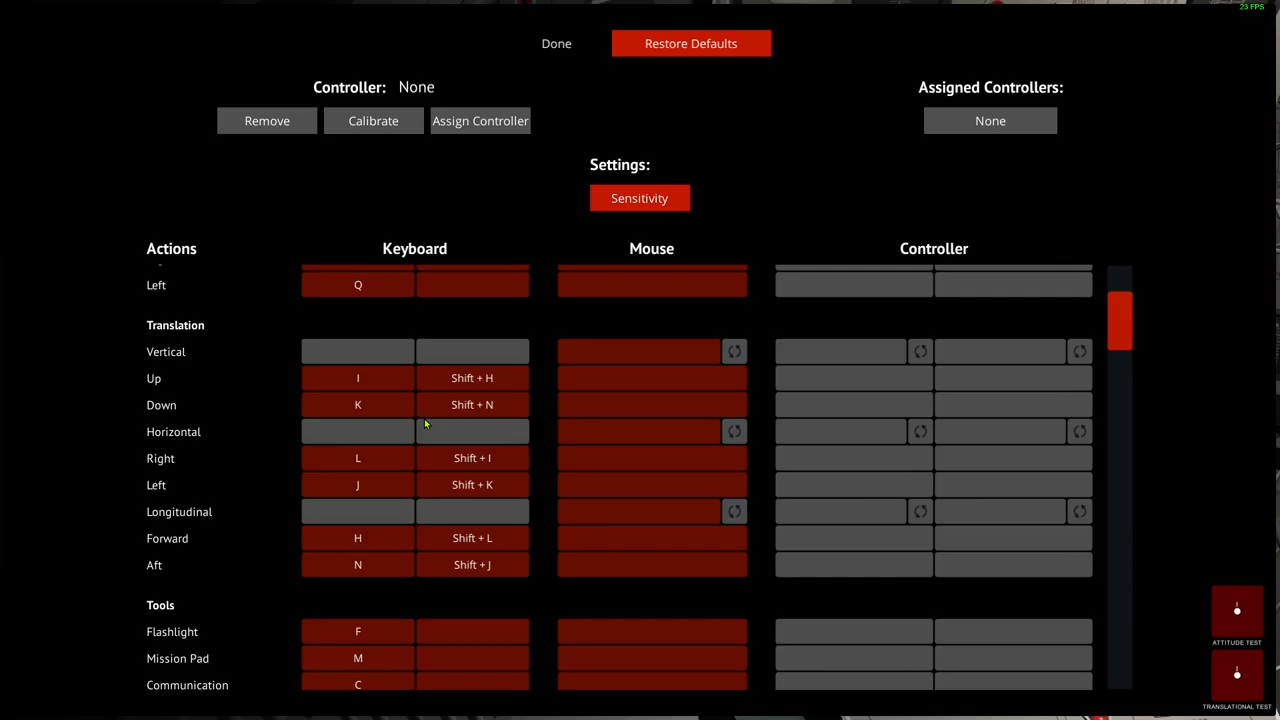 23 FPS
Done Restore Defaults
Controller: None Assigned Controllers:
Remove Calibrate Assign Controller None
Settings:
Sensitivity
Actions Keyboard Mouse Controller
Left Q
Translation
Vertical
Up I Shift + H
Down K Shift + N
Horizontal
Right L Shift + I
Left J Shift + K
Longitudinal
Forward H Shift + L
Aft N Shift + J
Tools
Flashlight F
ATTITUDE TEST
Mission Pad M
Communication C
TRANSLATIONAL TEST